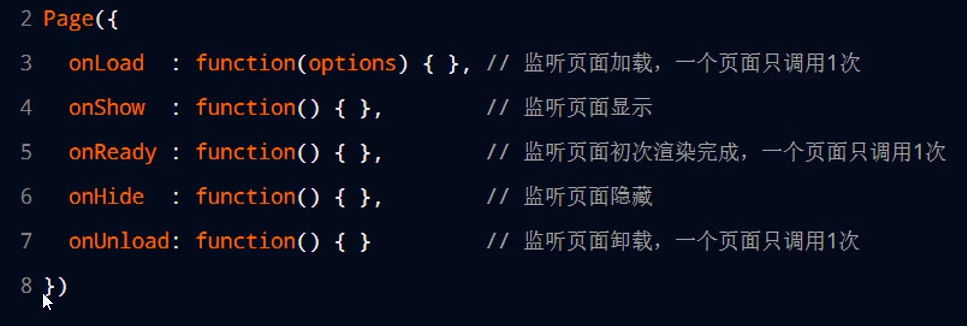 2 Page({
3 onLoad : function(options) { }, // 监听页面加载，一个页面只调用1次
4 onShow : function() { }, // 监听页面显示
5 onReady : function() { }, // 监听页面初次渲染完成，一个页面只调用1次
6 onHide : function() { }, // 监听页面隐藏
7 onUnload: function() { } // 监听页面卸载，一个页面只调用1次
8 })